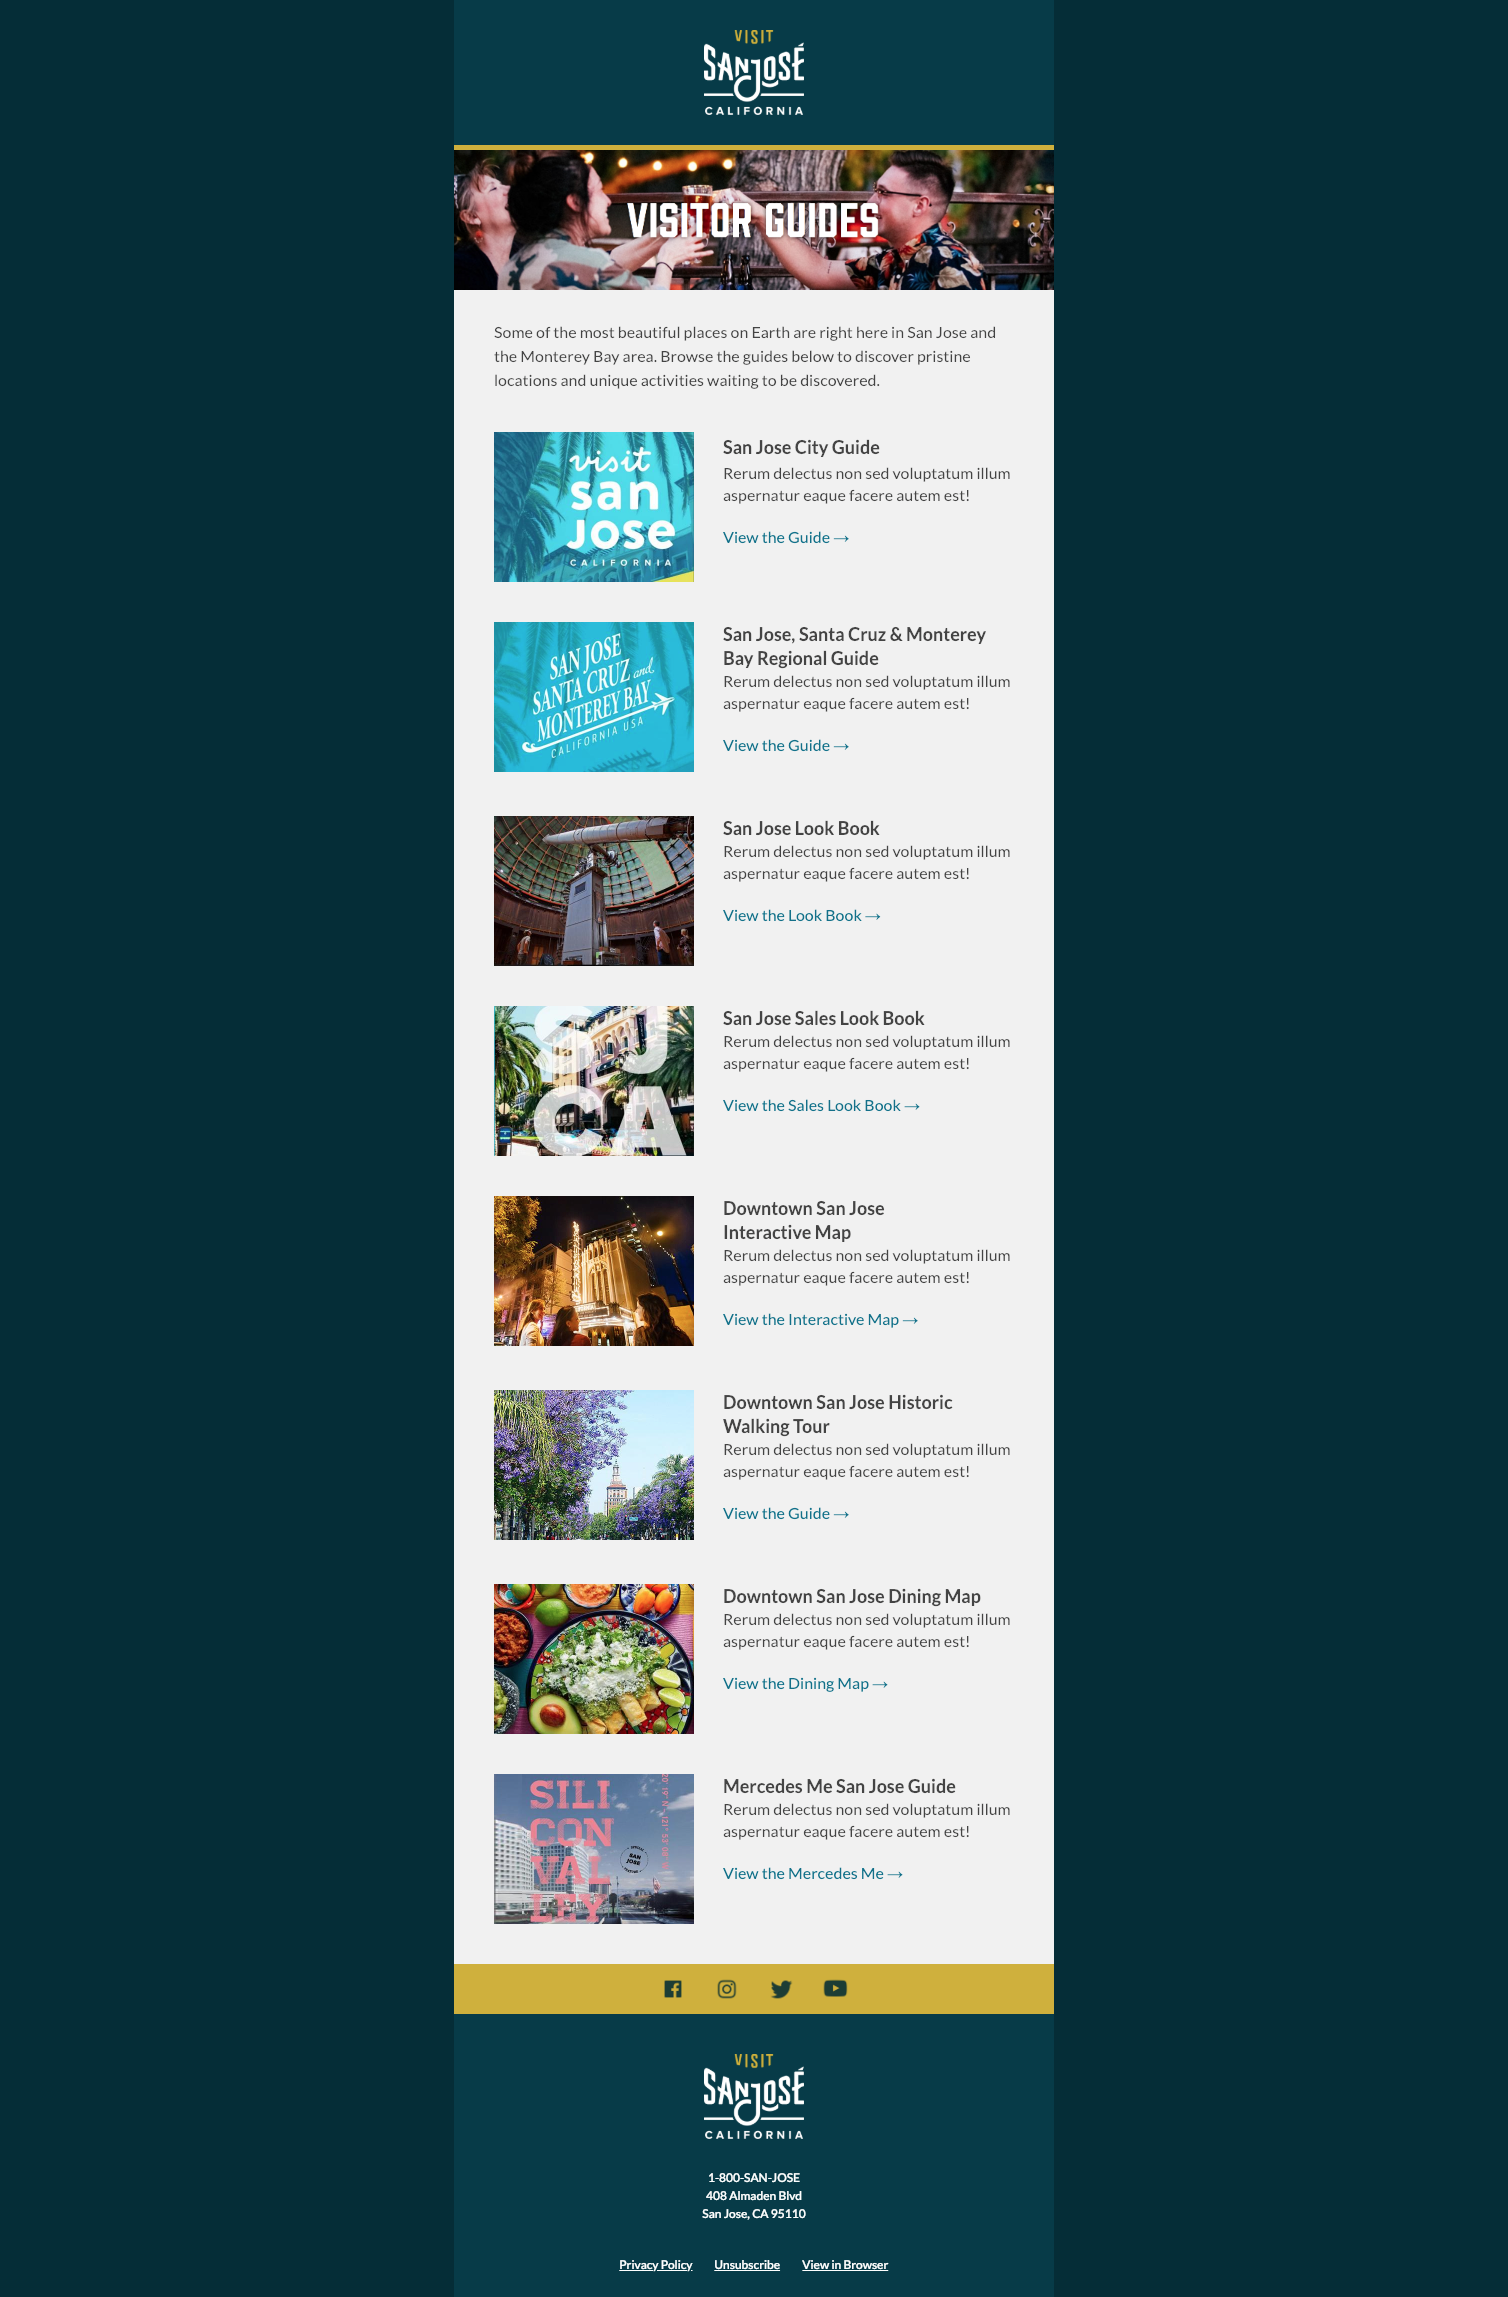 VISIT
SAN JOSÉ
CALIFORNIA
VISITOR GUIDES
Some of the most beautiful places on Earth are right here in San Jose and
the Monterey Bay area. Browse the guides below to discover pristine
locations and unique activities waiting to be discovered.
visit
san
Jose
CALIFORNIA
San Jose City Guide
Rerum delectus non sed voluptatum illum
aspernatur eaque facere autem est!
View the Guide →
SAN JOSE
SANTA CRUZ and
MONTEREY BAY
CALIFORNIA USA
San Jose, Santa Cruz & Monterey
Bay Regional Guide
Rerum delectus non sed voluptatum illum
aspernatur eaque facere autem est!
View the Guide →
San Jose Look Book
Rerum delectus non sed voluptatum illum
aspernatur eaque facere autem est!
View the Look Book →
SJ
CA
San Jose Sales Look Book
Rerum delectus non sed voluptatum illum
aspernatur eaque facere autem est!
View the Sales Look Book →
Downtown San Jose
Interactive Map
Rerum delectus non sed voluptatum illum
aspernatur eaque facere autem est!
View the Interactive Map →
Downtown San Jose Historic
Walking Tour
Rerum delectus non sed voluptatum illum
aspernatur eaque facere autem est!
View the Guide →
Downtown San Jose Dining Map
Rerum delectus non sed voluptatum illum
aspernatur eaque facere autem est!
View the Dining Map →
SILI
CON
VAL
LEY
SAN
JOSE
Mercedes Me San Jose Guide
Rerum delectus non sed voluptatum illum
aspernatur eaque facere autem est!
View the Mercedes Me →
VISIT
SAN JOSÉ
CALIFORNIA
1-800-SAN-JOSE
408 Almaden Blvd
San Jose, CA 95110
Privacy Policy Unsubscribe View in Browser